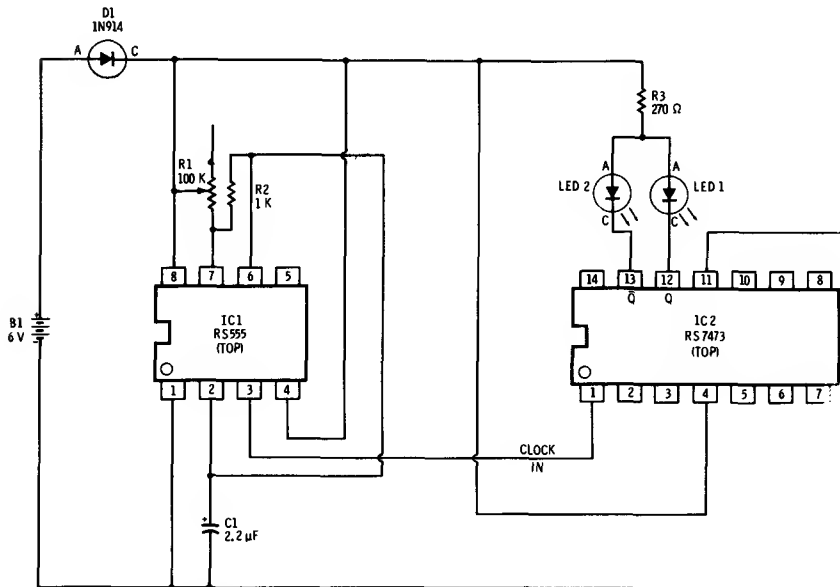 D1
1N914
A
C
R3
270 Ω
R1
100 K
R2
1 K
A
A
LED 2
LED 1
C
C
8
7
6
5
14
13
12
11
10
9
8
Q̅
Q
B1
6 V
+
IC1
RS555
(TOP)
IC2
RS7473
(TOP)
1
2
3
4
1
2
3
4
5
6
7
CLOCK
IN
+
C1
2.2 µF